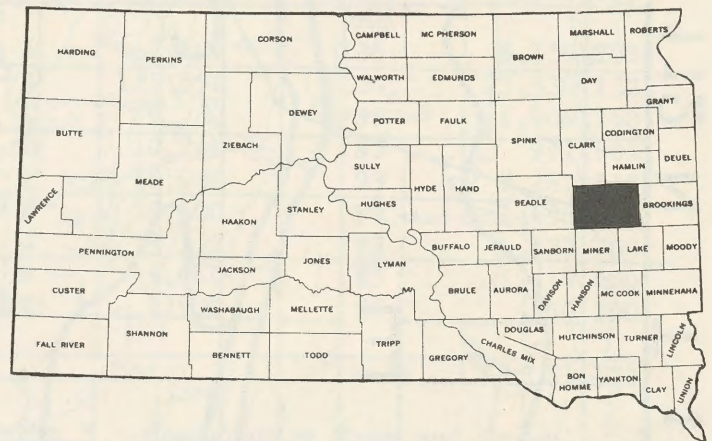 HARDING
PERKINS
CORSON
CAMPBELL
MC PHERSON
BROWN
MARSHALL
ROBERTS
WALWORTH
EDMUNDS
DAY
GRANT
BUTTE
DEWEY
ZIEBACH
POTTER
FAULK
SPINK
CLARK
CODINGTON
HAMLIN
DEUEL
MEADE
SULLY
HYDE
HAND
LAWRENCE
HAAKON
STANLEY
HUGHES
BEADLE
BROOKINGS
PENNINGTON
BUFFALO
JERAULD
SANBORN
MINER
LAKE
MOODY
JACKSON
JONES
LYMAN
CUSTER
BRULE
AURORA
DAVISON
HANSON
MC COOK
MINNEHAHA
SHANNON
WASHABAUGH
MELLETTE
FALL RIVER
BENNETT
TODD
TRIPP
GREGORY
CHARLES MIX
DOUGLAS
HUTCHINSON
TURNER
LINCOLN
BON
HOMME
YANKTON
CLAY
UNION